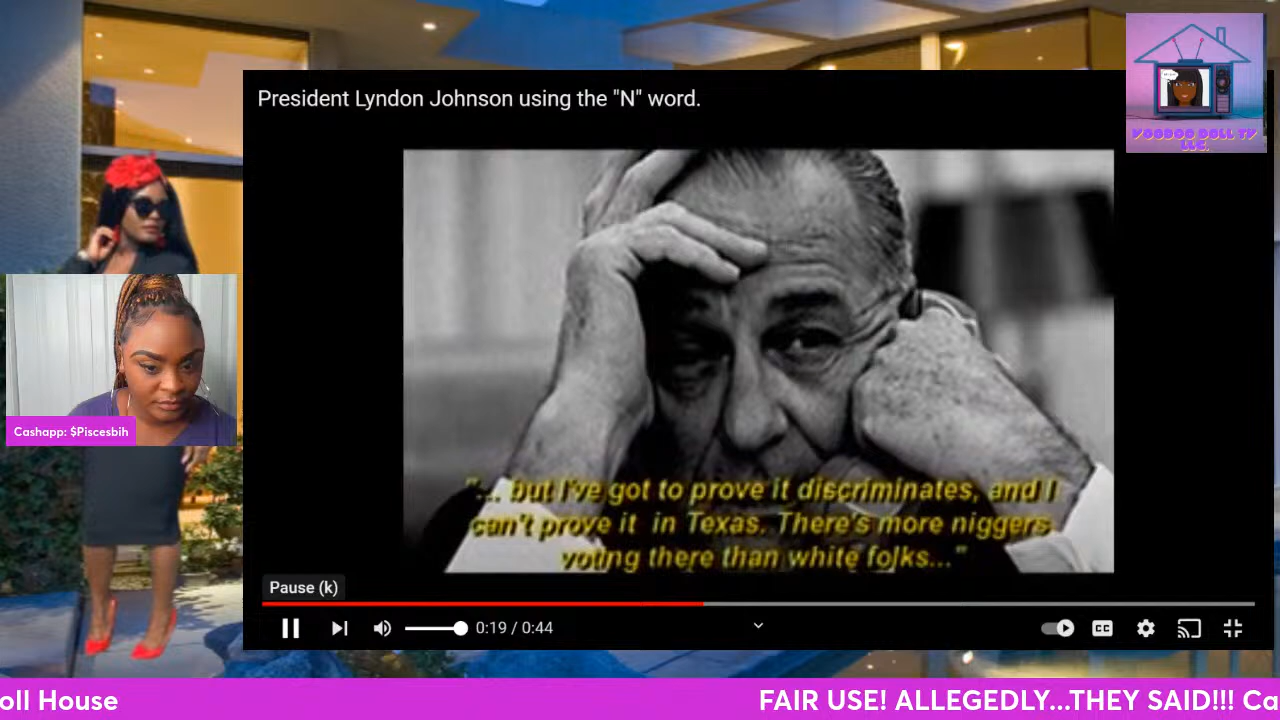 President Lyndon Johnson using the "N" word.
VOODOO DOLL TV
LLC.
Cashapp: $Piscesbih
"... but I've got to prove it discriminates, and I
can't prove it in Texas. There's more niggers
voting there than white folks..."
Pause (k)
0:19 / 0:44
CC
oll House
FAIR USE! ALLEGEDLY...THEY SAID!!! Ca